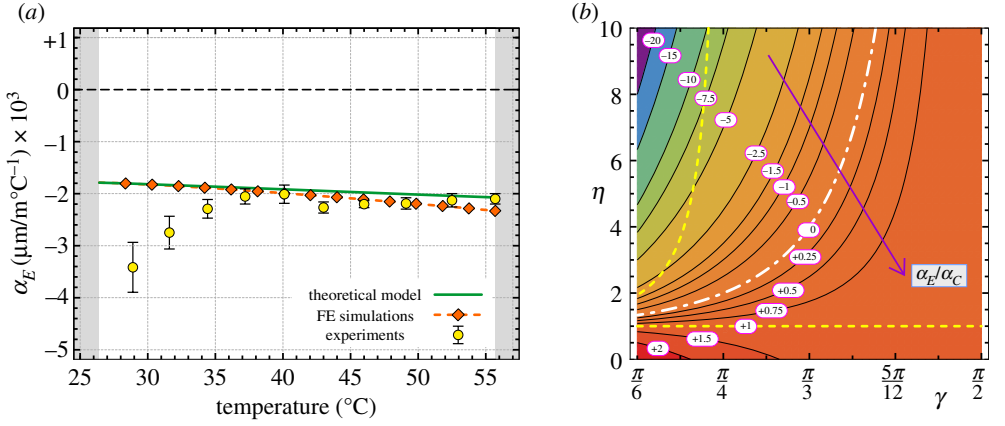 (a)
+1
0
−1
−2
−3
−4
−5
α_E (μm/m°C⁻¹) × 10³
theoretical model
FE simulations
experiments
25 30 35 40 45 50 55
temperature (°C)
(b)
10
8
6
4
2
0
η
−20
−15
−10
−7.5
−5
−2.5
−1.5
−1
−0.5
0
+0.25
+0.5
+0.75
+1
+1.5
+2
α_E/α_C
π/6 π/4 π/3 5π/12 γ π/2